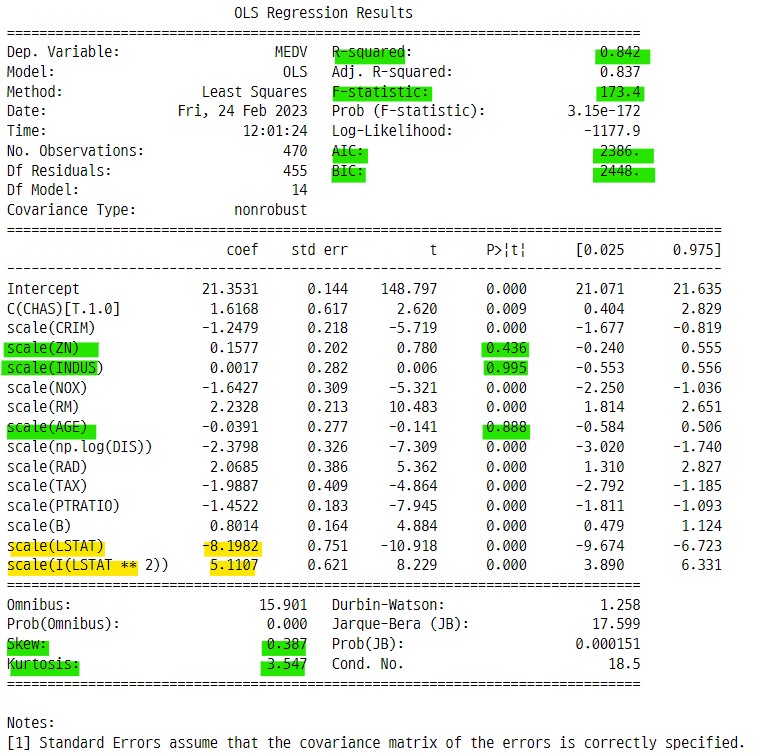 OLS Regression Results
==============================================================================
Dep. Variable:                   MEDV   R-squared:                       0.842
Model:                            OLS   Adj. R-squared:                  0.837
Method:                 Least Squares   F-statistic:                     173.4
Date:                Fri, 24 Feb 2023   Prob (F-statistic):          3.15e-172
Time:                        12:01:24   Log-Likelihood:                -1177.9
No. Observations:                 470   AIC:                             2386.
Df Residuals:                     455   BIC:                             2448.
Df Model:                          14
Covariance Type:            nonrobust
========================================================================================
                           coef    std err          t      P>¦t¦      [0.025      0.975]
----------------------------------------------------------------------------------------
Intercept               21.3531      0.144    148.797      0.000      21.071      21.635
C(CHAS)[T.1.0]           1.6168      0.617      2.620      0.009       0.404       2.829
scale(CRIM)             -1.2479      0.218     -5.719      0.000      -1.677      -0.819
scale(ZN)                0.1577      0.202      0.780      0.436      -0.240       0.555
scale(INDUS)             0.0017      0.282      0.006      0.995      -0.553       0.556
scale(NOX)              -1.6427      0.309     -5.321      0.000      -2.250      -1.036
scale(RM)                2.2328      0.213     10.483      0.000       1.814       2.651
scale(AGE)              -0.0391      0.277     -0.141      0.888      -0.584       0.506
scale(np.log(DIS))      -2.3798      0.326     -7.309      0.000      -3.020      -1.740
scale(RAD)               2.0685      0.386      5.362      0.000       1.310       2.827
scale(TAX)              -1.9887      0.409     -4.864      0.000      -2.792      -1.185
scale(PTRATIO)          -1.4522      0.183     -7.945      0.000      -1.811      -1.093
scale(B)                 0.8014      0.164      4.884      0.000       0.479       1.124
scale(LSTAT)            -8.1982      0.751    -10.918      0.000      -9.674      -6.723
scale(I(LSTAT ** 2))     5.1107      0.621      8.229      0.000       3.890       6.331
==============================================================================
Omnibus:                       15.901   Durbin-Watson:                   1.258
Prob(Omnibus):                  0.000   Jarque-Bera (JB):               17.599
Skew:                           0.387   Prob(JB):                     0.000151
Kurtosis:                       3.547   Cond. No.                         18.5
==============================================================================
Notes:
[1] Standard Errors assume that the covariance matrix of the errors is correctly specified.